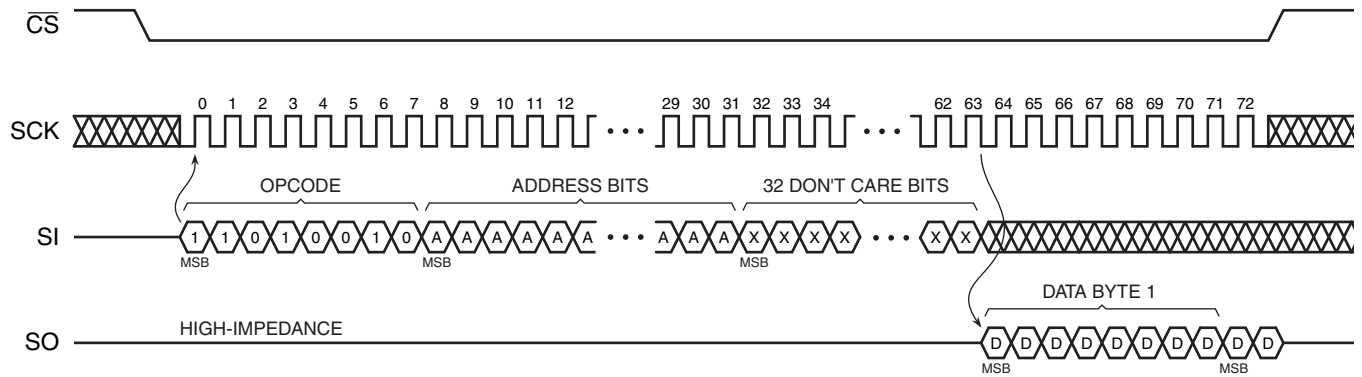 CS
0 1 2 3 4 5 6 7 8 9 10 11 12 29 30 31 32 33 34 62 63 64 65 66 67 68 69 70 71 72
SCK
OPCODE ADDRESS BITS 32 DON'T CARE BITS
SI 1 1 0 1 0 0 1 0 A A A A A A A A A X X X X X X
MSB MSB MSB
DATA BYTE 1
HIGH-IMPEDANCE
SO D D D D D D D D D D
MSB MSB